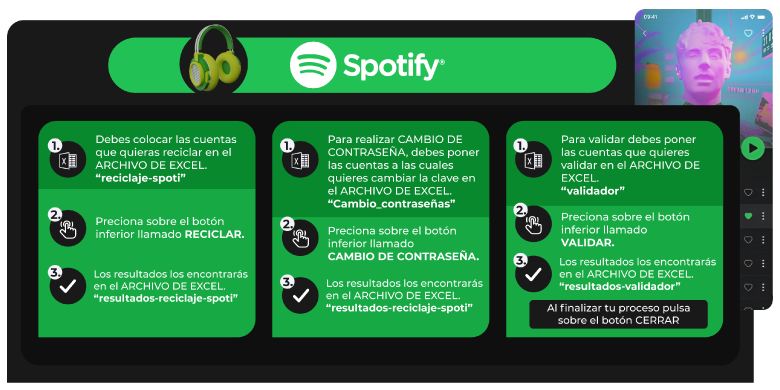 09:41
Spotify®
1.
Debes colocar las cuentas
que quieras reciclar en el
ARCHIVO DE EXCEL.
“reciclaje-spoti”
2.
Preciona sobre el botón
inferior llamado RECICLAR.
3.
Los resultados los encontrarás
en el ARCHIVO DE EXCEL.
“resultados-reciclaje-spoti”
1.
Para realizar CAMBIO DE
CONTRASEÑA, debes poner
las cuentas a las cuales
quieres cambiar la clave en
el ARCHIVO DE EXCEL.
“Cambio_contraseñas”
2.
Preciona sobre el botón
inferior llamado
CAMBIO DE CONTRASEÑA.
3.
Los resultados los encontrarás
en el ARCHIVO DE EXCEL.
“resultados-reciclaje-spoti”
1.
Para validar debes poner
las cuentas que quieres
validar en el ARCHIVO DE
EXCEL.
“validador”
2.
Preciona sobre el botón
inferior llamado
VALIDAR.
3.
Los resultados los encontrarás
en el ARCHIVO DE EXCEL.
“resultados-validador”
Al finalizar tu proceso pulsa
sobre el botón CERRAR